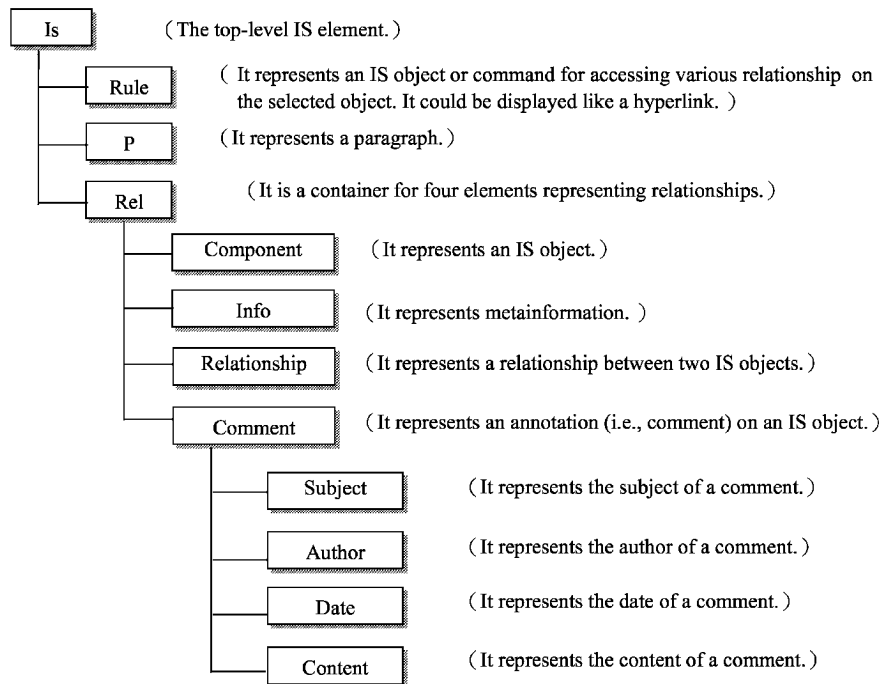 Is (The top-level IS element.)
Rule ( It represents an IS object or command for accessing various relationship on
the selected object. It could be displayed like a hyperlink. )
P (It represents a paragraph.)
Rel (It is a container for four elements representing relationships.)
Component (It represents an IS object.)
Info (It represents metainformation. )
Relationship (It represents a relationship between two IS objects.)
Comment (It represents an annotation (i.e., comment) on an IS object.)
Subject (It represents the subject of a comment.)
Author (It represents the author of a comment.)
Date (It represents the date of a comment.)
Content (It represents the content of a comment.)